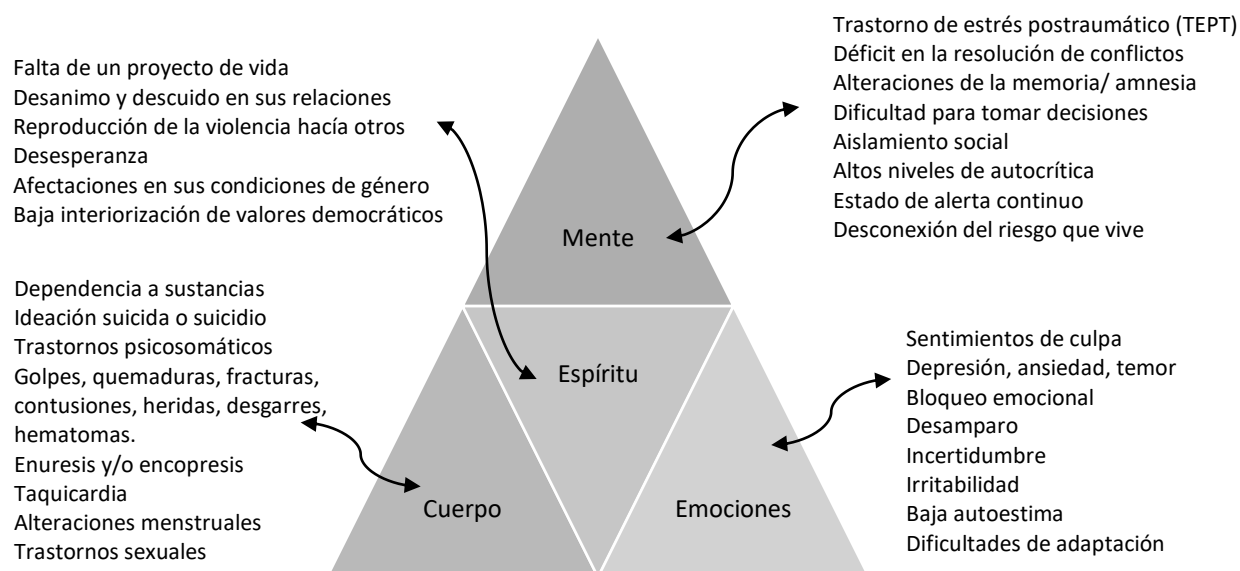 Falta de un proyecto de vida
Desanimo y descuido en sus relaciones
Reproducción de la violencia hacía otros
Desesperanza
Afectaciones en sus condiciones de género
Baja interiorización de valores democráticos
Trastorno de estrés postraumático (TEPT)
Déficit en la resolución de conflictos
Alteraciones de la memoria/ amnesia
Dificultad para tomar decisiones
Aislamiento social
Altos niveles de autocrítica
Estado de alerta continuo
Desconexión del riesgo que vive
Mente
Espíritu
Dependencia a sustancias
Ideación suicida o suicidio
Trastornos psicosomáticos
Golpes, quemaduras, fracturas,
contusiones, heridas, desgarres,
hematomas.
Enuresis y/o encopresis
Taquicardia
Alteraciones menstruales
Trastornos sexuales
Cuerpo
Emociones
Sentimientos de culpa
Depresión, ansiedad, temor
Bloqueo emocional
Desamparo
Incertidumbre
Irritabilidad
Baja autoestima
Dificultades de adaptación